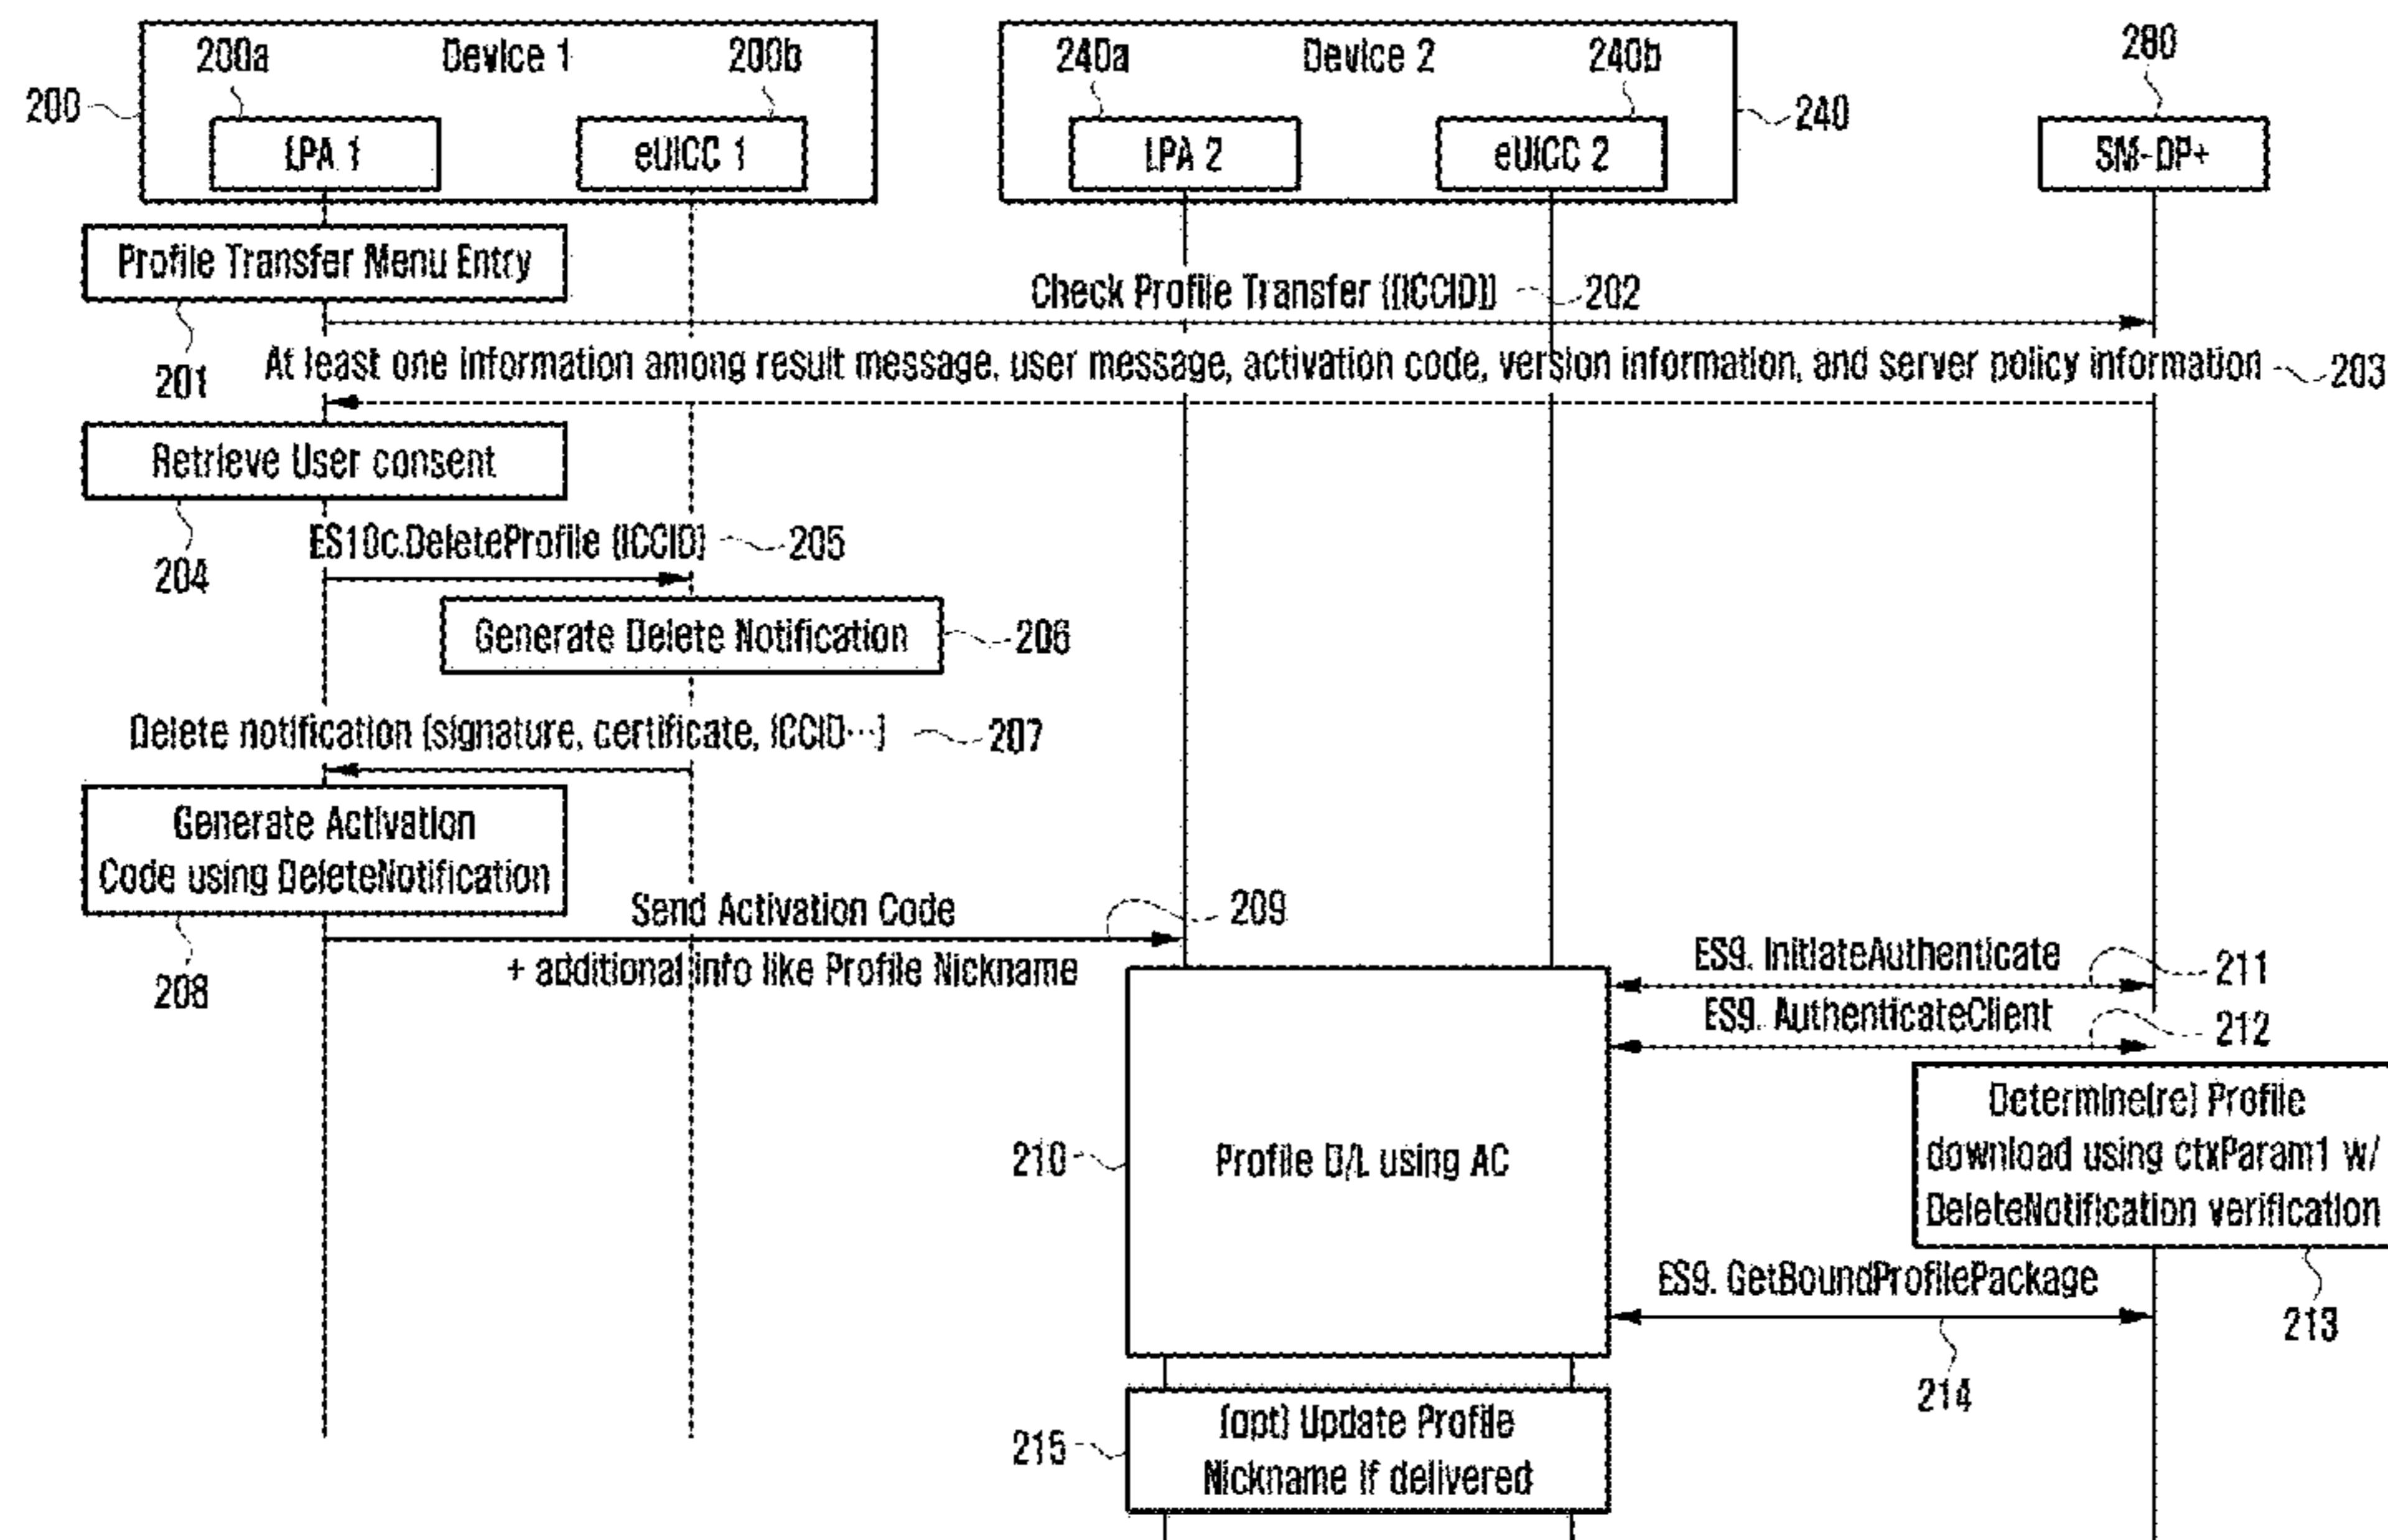 200a Device 1 200b
200
LPA 1 eUICC 1
240a Device 2 240b
240
LPA 2 eUICC 2
280
SM-DP+
Profile Transfer Menu Entry
201
Check Profile Transfer ([ICCID]) 202
At least one information among result message, user message, activation code, version information, and server policy information 203
Retrieve User consent
204
ES10c.DeleteProfile (ICCID) 205
Generate Delete Notification 206
Delete notification (signature, certificate, ICCID···) 207
Generate Activation
Code using DeleteNotification
208
Send Activation Code 209
+ additional info like Profile Nickname
210
Profile D/L using AC
ES9. InitiateAuthenticate
211
ES9. AuthenticateClient
212
Determine(re) Profile
download using ctxParam1 w/
DeleteNotification verification
213
ES9. GetBoundProfilePackage
214
215
(opt) Update Profile
Nickname if delivered